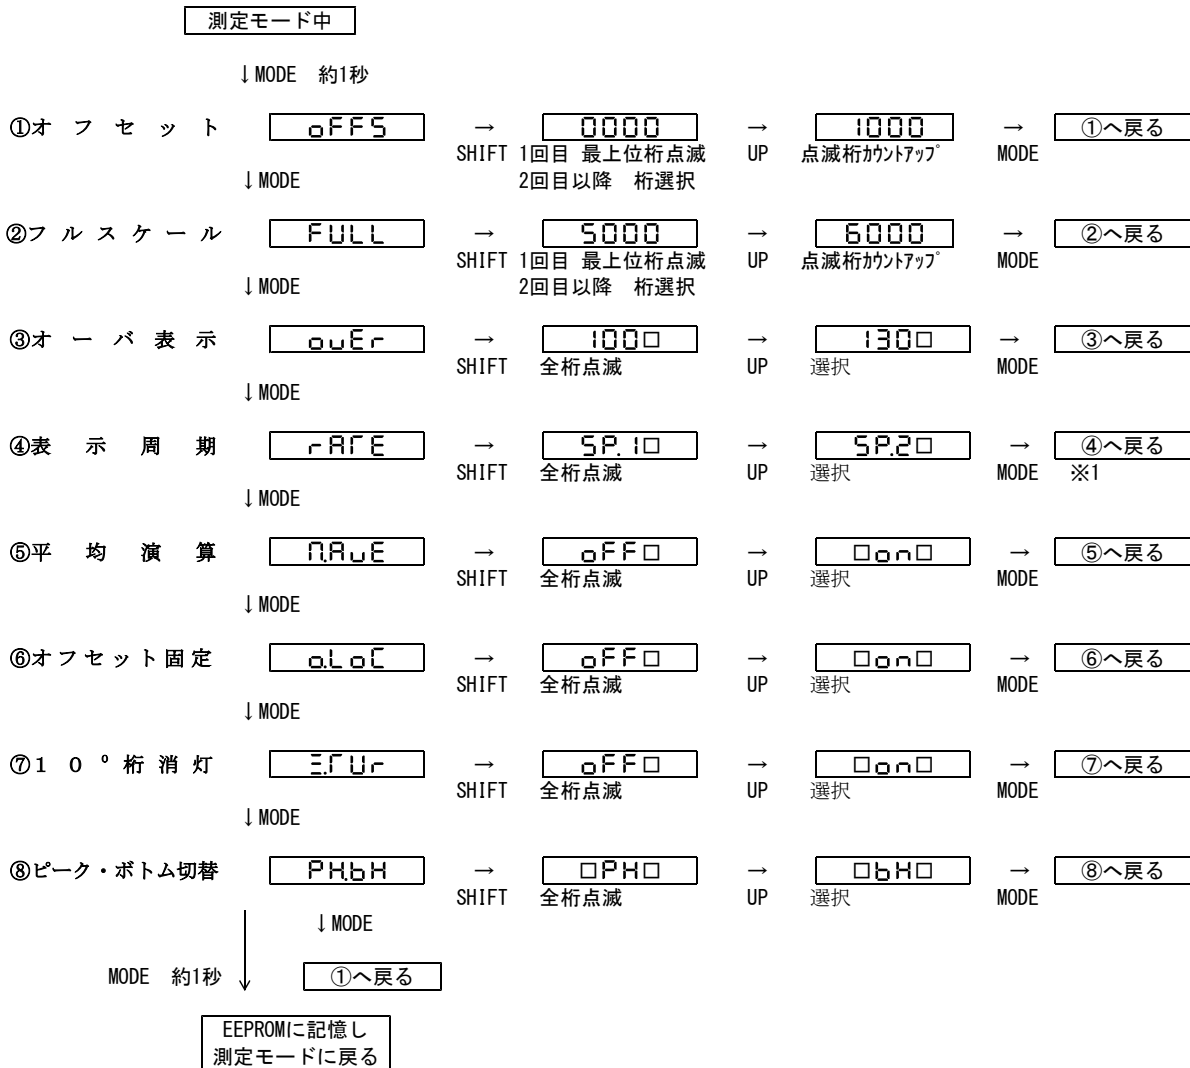 測定モード中
↓MODE 約1秒
①オフセット oFFS → 0000 → 1000 → ①へ戻る
SHIFT 1回目 最上位桁点滅 UP 点滅桁ｶｳﾝﾄｱｯﾌﾟ MODE
↓MODE 2回目以降 桁選択
②フルスケール FULL → 5000 → 6000 → ②へ戻る
SHIFT 1回目 最上位桁点滅 UP 点滅桁ｶｳﾝﾄｱｯﾌﾟ MODE
↓MODE 2回目以降 桁選択
③オーバ表示 ovEr → 100□ → 130□ → ③へ戻る
SHIFT 全桁点滅 UP 選択 MODE
↓MODE
④表示周期 rATE → SP.1□ → SP.2□ → ④へ戻る
SHIFT 全桁点滅 UP 選択 MODE ※1
↓MODE
⑤平均演算 M.AvE → oFF□ → □on□ → ⑤へ戻る
SHIFT 全桁点滅 UP 選択 MODE
↓MODE
⑥オフセット固定 o.LoC → oFF□ → □on□ → ⑥へ戻る
SHIFT 全桁点滅 UP 選択 MODE
↓MODE
⑦１０⁰桁消灯 Ξ.ΓUr → oFF□ → □on□ → ⑦へ戻る
SHIFT 全桁点滅 UP 選択 MODE
↓MODE
⑧ピーク・ボトム切替 PH.bH → □PH□ → □bH□ → ⑧へ戻る
SHIFT 全桁点滅 UP 選択 MODE
↓MODE
MODE 約1秒 ↓ ①へ戻る
EEPROMに記憶し
測定モードに戻る